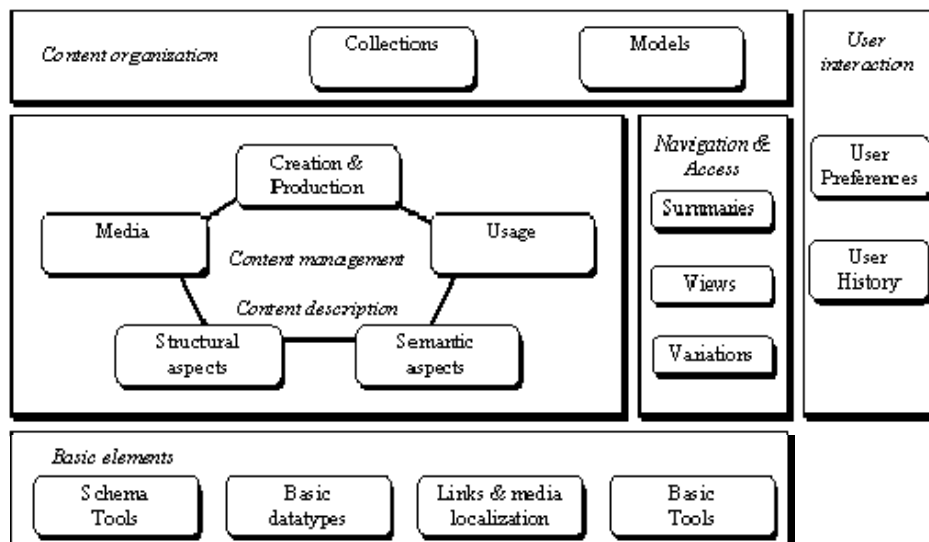 Content organization
Collections
Models
User
interaction
Creation &
Production
Media
Usage
Content management
Content description
Structural
aspects
Semantic
aspects
Navigation &
Access
Summaries
Views
Variations
User
Preferences
User
History
Basic elements
Schema
Tools
Basic
datatypes
Links & media
localization
Basic
Tools